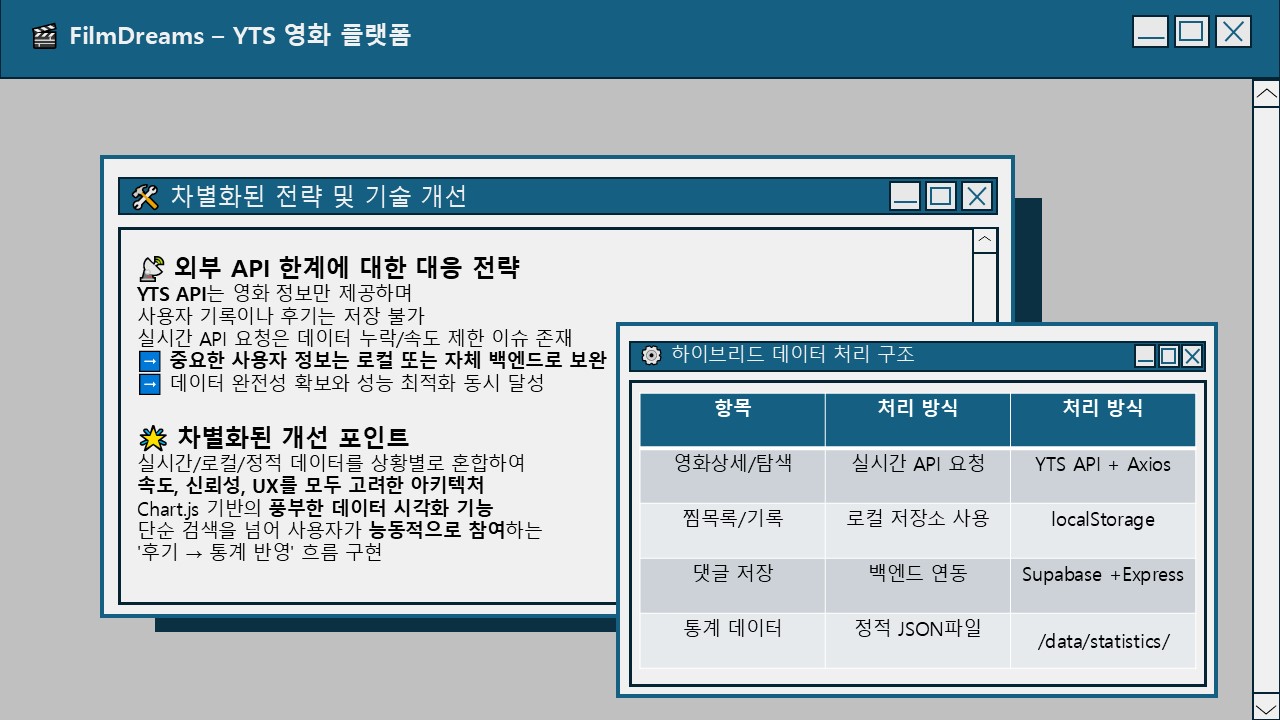 FilmDreams – YTS 영화 플랫폼
차별화된 전략 및 기술 개선
외부 API 한계에 대한 대응 전략
YTS API는 영화 정보만 제공하며
사용자 기록이나 후기는 저장 불가
실시간 API 요청은 데이터 누락/속도 제한 이슈 존재
➡ 중요한 사용자 정보는 로컬 또는 자체 백엔드로 보완
➡ 데이터 완전성 확보와 성능 최적화 동시 달성
차별화된 개선 포인트
실시간/로컬/정적 데이터를 상황별로 혼합하여
속도, 신뢰성, UX를 모두 고려한 아키텍처
Chart.js 기반의 풍부한 데이터 시각화 기능
단순 검색을 넘어 사용자가 능동적으로 참여하는
'후기 → 통계 반영' 흐름 구현
하이브리드 데이터 처리 구조
항목 처리 방식 처리 방식
영화상세/탐색 실시간 API 요청 YTS API + Axios
찜목록/기록 로컬 저장소 사용 localStorage
댓글 저장 백엔드 연동 Supabase +Express
통계 데이터 정적 JSON파일 /data/statistics/